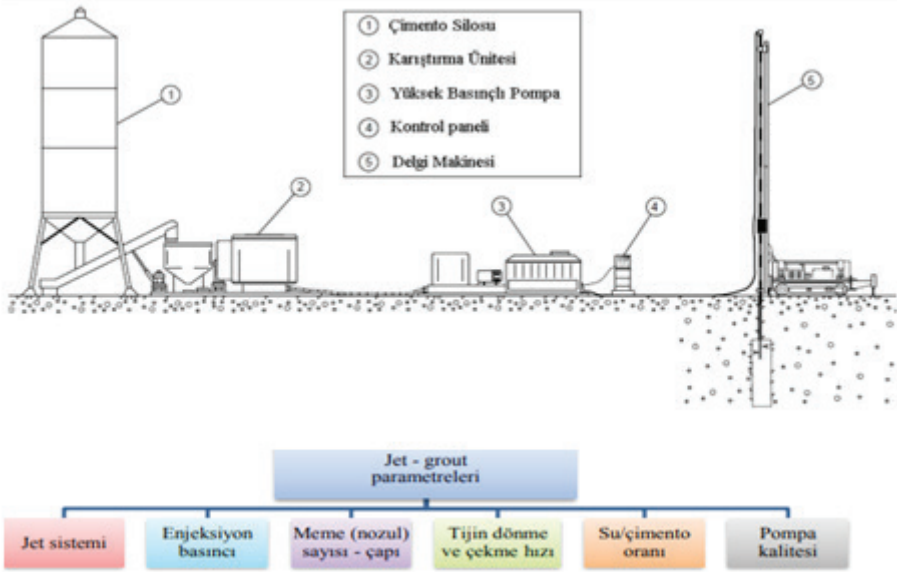 1 Çimento Silosu
2 Karıştırma Ünitesi
3 Yüksek Basınçlı Pompa
4 Kontrol paneli
5 Delgi Makinesi
1
2
3
4
5
Jet - grout
parametreleri
Jet sistemi
Enjeksiyon
basıncı
Meme (nozul)
sayısı - çapı
Tijin dönme
ve çekme hızı
Su/çimento
oranı
Pompa
kalitesi